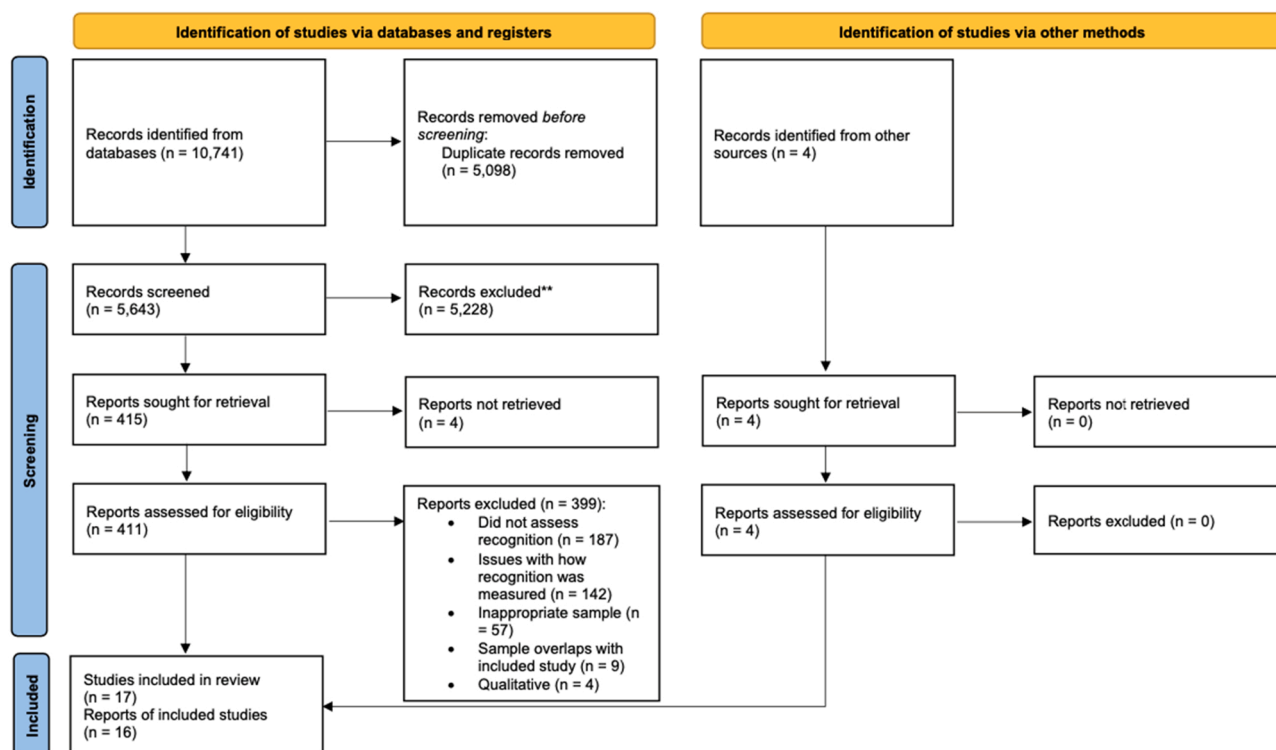 Identification of studies via databases and registers
Identification of studies via other methods
Identification
Records identified from
databases (n = 10,741)
Records removed before
screening:
Duplicate records removed
(n = 5,098)
Records identified from other
sources (n = 4)
Screening
Records screened
(n = 5,643)
Records excluded**
(n = 5,228)
Reports sought for retrieval
(n = 415)
Reports not retrieved
(n = 4)
Reports sought for retrieval
(n = 4)
Reports not retrieved
(n = 0)
Reports assessed for eligibility
(n = 411)
Reports excluded (n = 399):
• Did not assess
recognition (n = 187)
• Issues with how
recognition was
measured (n = 142)
• Inappropriate sample (n
= 57)
• Sample overlaps with
included study (n = 9)
• Qualitative (n = 4)
Reports assessed for eligibility
(n = 4)
Reports excluded (n = 0)
Included
Studies included in review
(n = 17)
Reports of included studies
(n = 16)